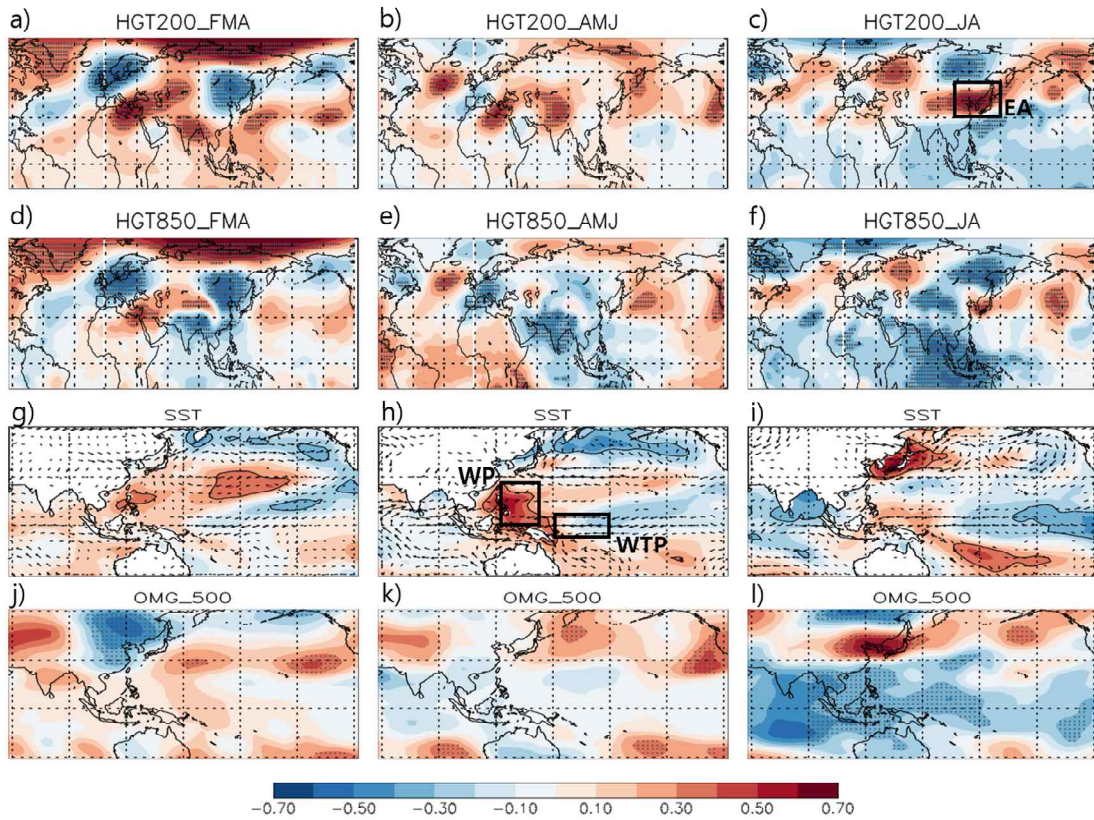 a) HGT200_FMA
b) HGT200_AMJ
c) HGT200_JA
EA
d) HGT850_FMA
e) HGT850_AMJ
f) HGT850_JA
g) SST
h) SST
i) SST
WP
WTP
j) OMG_500
k) OMG_500
l) OMG_500
−0.70 −0.50 −0.30 −0.10 0.10 0.30 0.50 0.70